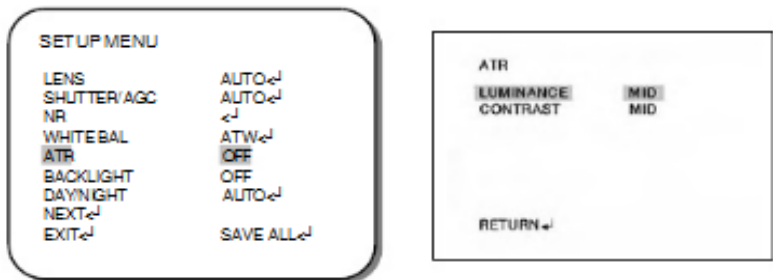 SETUP MENU
LENS AUTO↵
SHUTTER/AGC AUTO↵
NR ↵
WHITE BAL ATW↵
ATR OFF
BACKLIGHT OFF
DAY/NIGHT AUTO↵
NEXT↵
EXIT↵ SAVE ALL↵
ATR
LUMINANCE MID
CONTRAST MID
RETURN↵